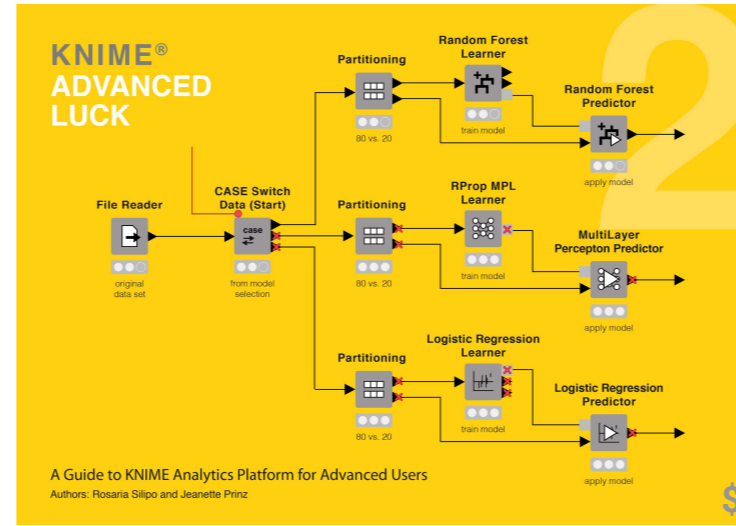 KNIME®
ADVANCED
LUCK
2
Random Forest
Learner
Partitioning
Random Forest
Predictor
train model
80 vs. 20
apply model
File Reader
CASE Switch
Data (Start)
Partitioning
RProp MPL
Learner
MultiLayer
Percepton Predictor
case
original
data set
from model
selection
80 vs. 20
train model
apply model
Partitioning
Logistic Regression
Learner
Logistic Regression
Predictor
80 vs. 20
train model
apply model
A Guide to KNIME Analytics Platform for Advanced Users
Authors: Rosaria Silipo and Jeanette Prinz
$